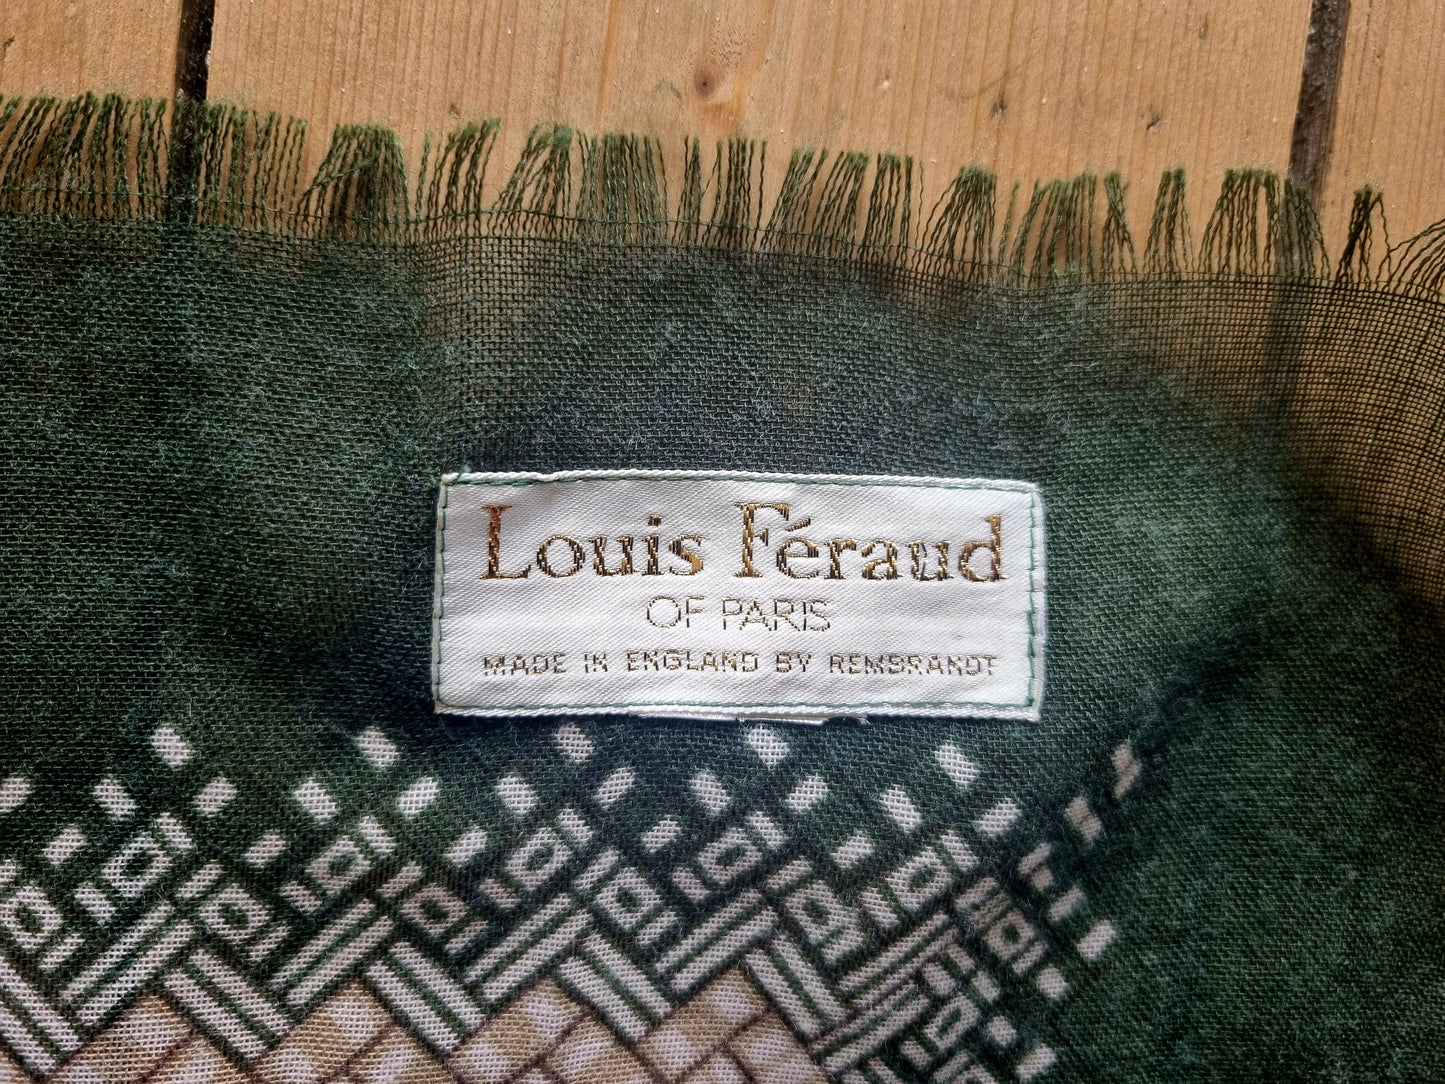 Louis Féraud
OF PARIS
MADE IN ENGLAND BY REMBRANDT